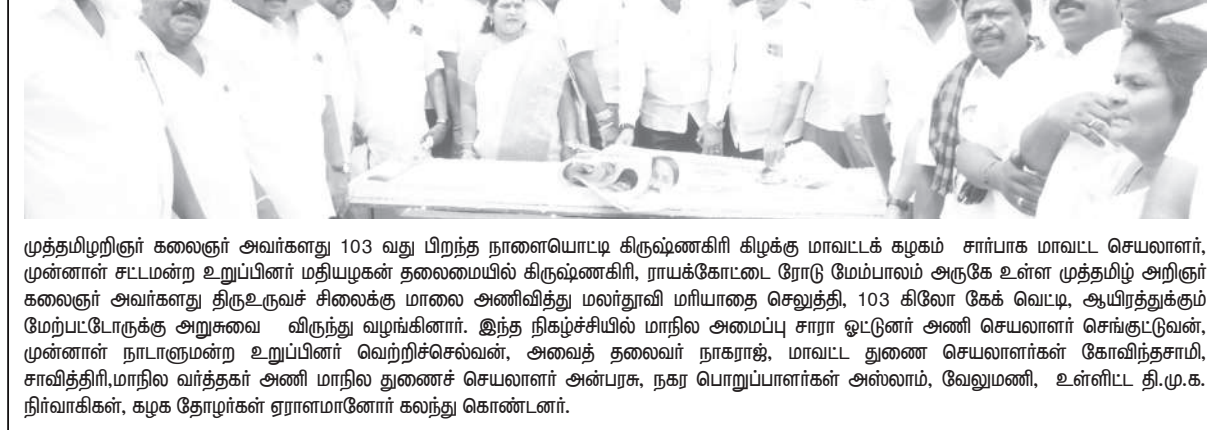 முத்தமிழறிஞர் கலைஞர் அவர்களது 103 வது பிறந்த நாளையொட்டி கிருஷ்ணகிரி கிழக்கு மாவட்டக் கழகம் சார்பாக மாவட்ட செயலாளர்,
முன்னாள் சட்டமன்ற உறுப்பினர் மதியழகன் தலைமையில் கிருஷ்ணகிரி, ராயக்கோட்டை ரோடு மேம்பாலம் அருகே உள்ள முத்தமிழ் அறிஞர்
கலைஞர் அவர்களது திருஉருவச் சிலைக்கு மாலை அணிவித்து மலர்தூவி மரியாதை செலுத்தி, 103 கிலோ கேக் வெட்டி, ஆயிரத்துக்கும்
மேற்பட்டோருக்கு அறுசுவை விருந்து வழங்கினார். இந்த நிகழ்ச்சியில் மாநில அமைப்பு சாரா ஓட்டுனர் அணி செயலாளர் செங்குட்டுவன்,
முன்னாள் நாடாளுமன்ற உறுப்பினர் வெற்றிச்செல்வன், அவைத் தலைவர் நாகராஜ், மாவட்ட துணை செயலாளர்கள் கோவிந்தசாமி,
சாவித்திரி,மாநில வர்த்தகர் அணி மாநில துணைச் செயலாளர் அன்பரசு, நகர பொறுப்பாளர்கள் அஸ்லாம், வேலுமணி, உள்ளிட்ட தி.மு.க.
நிர்வாகிகள், கழக தோழர்கள் ஏராளமானோர் கலந்து கொண்டனர்.